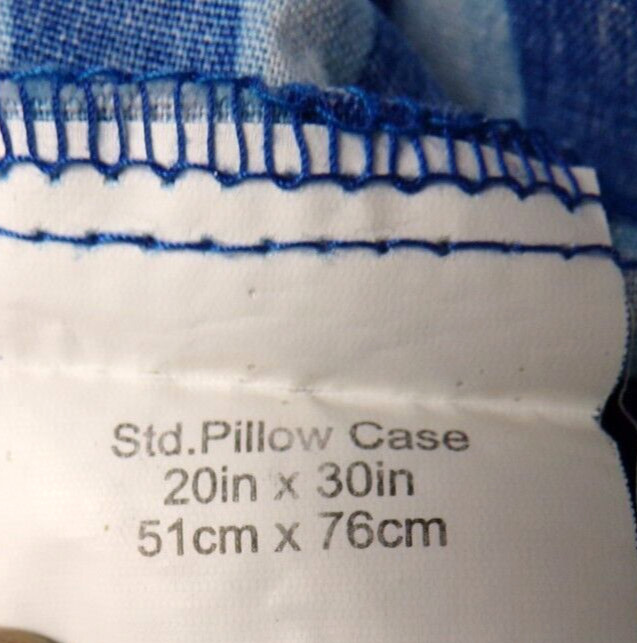 Std.Pillow Case
20in x 30in
51cm x 76cm